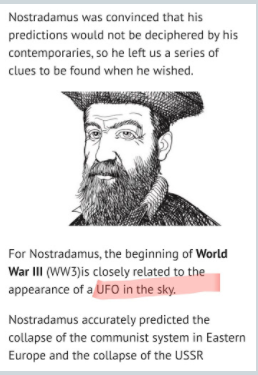 Nostradamus was convinced that his
predictions would not be deciphered by his
contemporaries, so he left us a series of
clues to be found when he wished.
For Nostradamus, the beginning of World
War III (WW3)is closely related to the
appearance of a UFO in the sky.
Nostradamus accurately predicted the
collapse of the communist system in Eastern
Europe and the collapse of the USSR